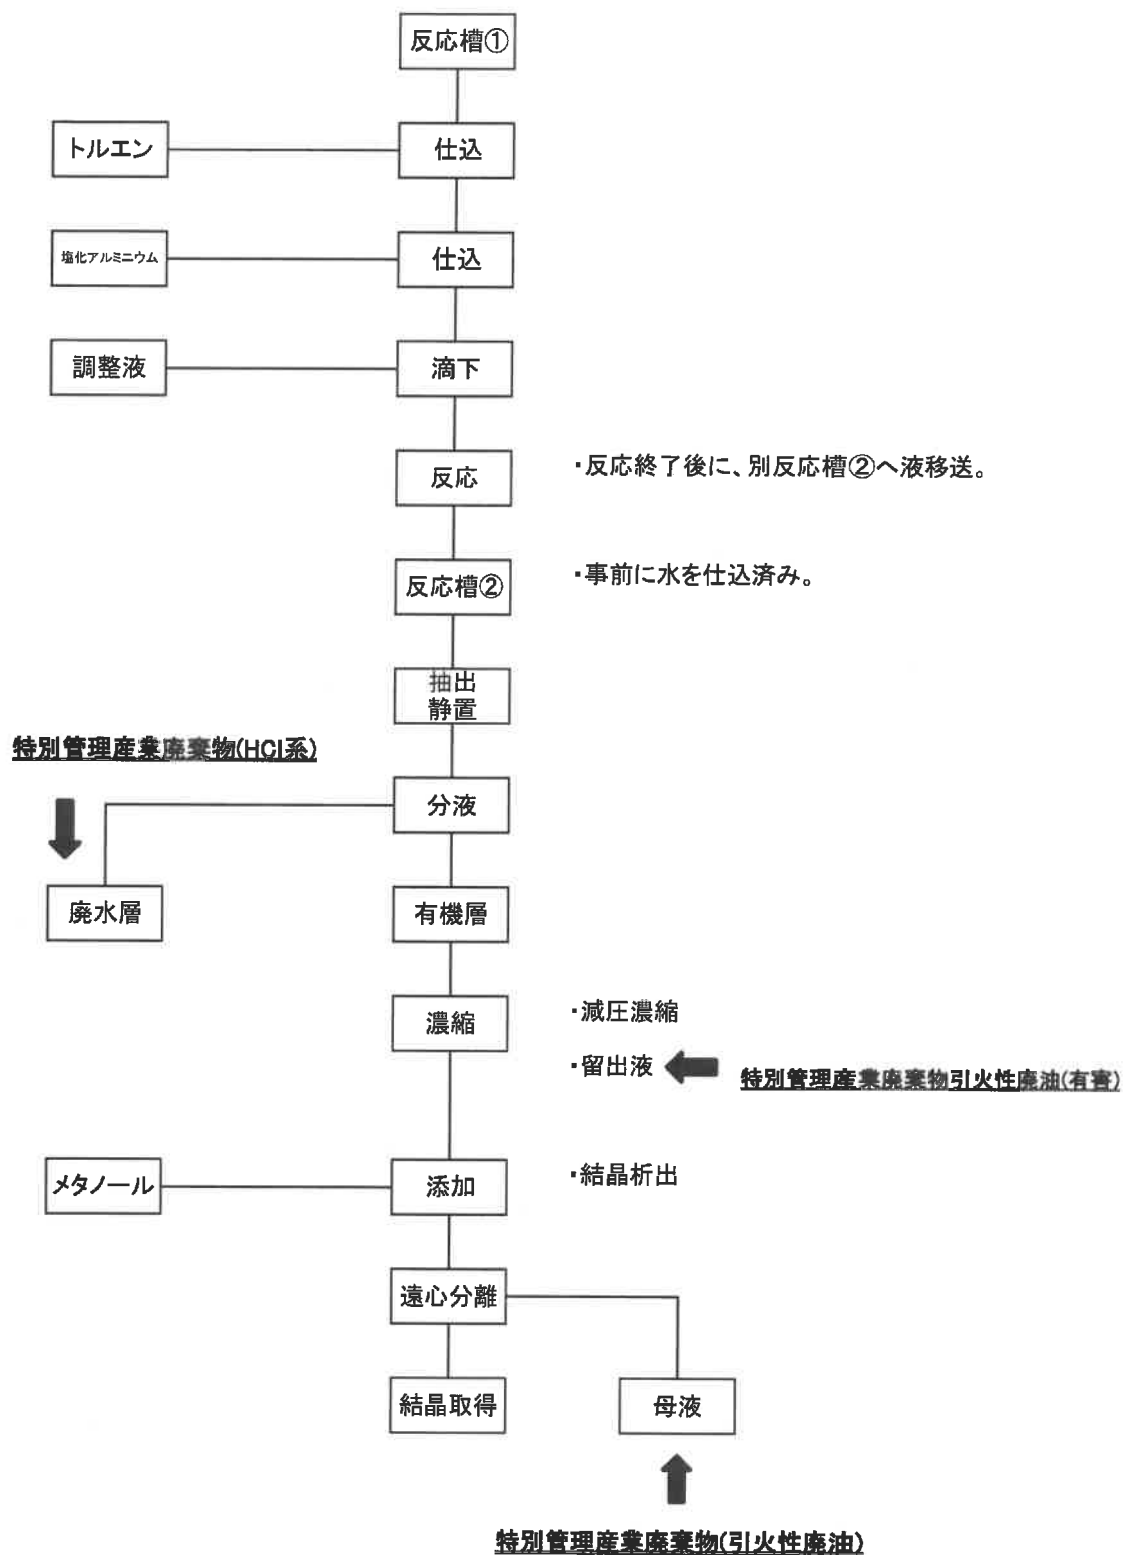 反応槽①
トルエン
仕込
塩化アルミニウム
仕込
調整液
滴下
反応
・反応終了後に、別反応槽②へ液移送。
反応槽②
・事前に水を仕込済み。
抽出
静置
特別管理産業廃棄物(HCl系)
分液
廃水層
有機層
濃縮
・減圧濃縮
・留出液
特別管理産業廃棄物引火性廃油(有害)
メタノール
添加
・結晶析出
遠心分離
結晶取得
母液
特別管理産業廃棄物(引火性廃油)